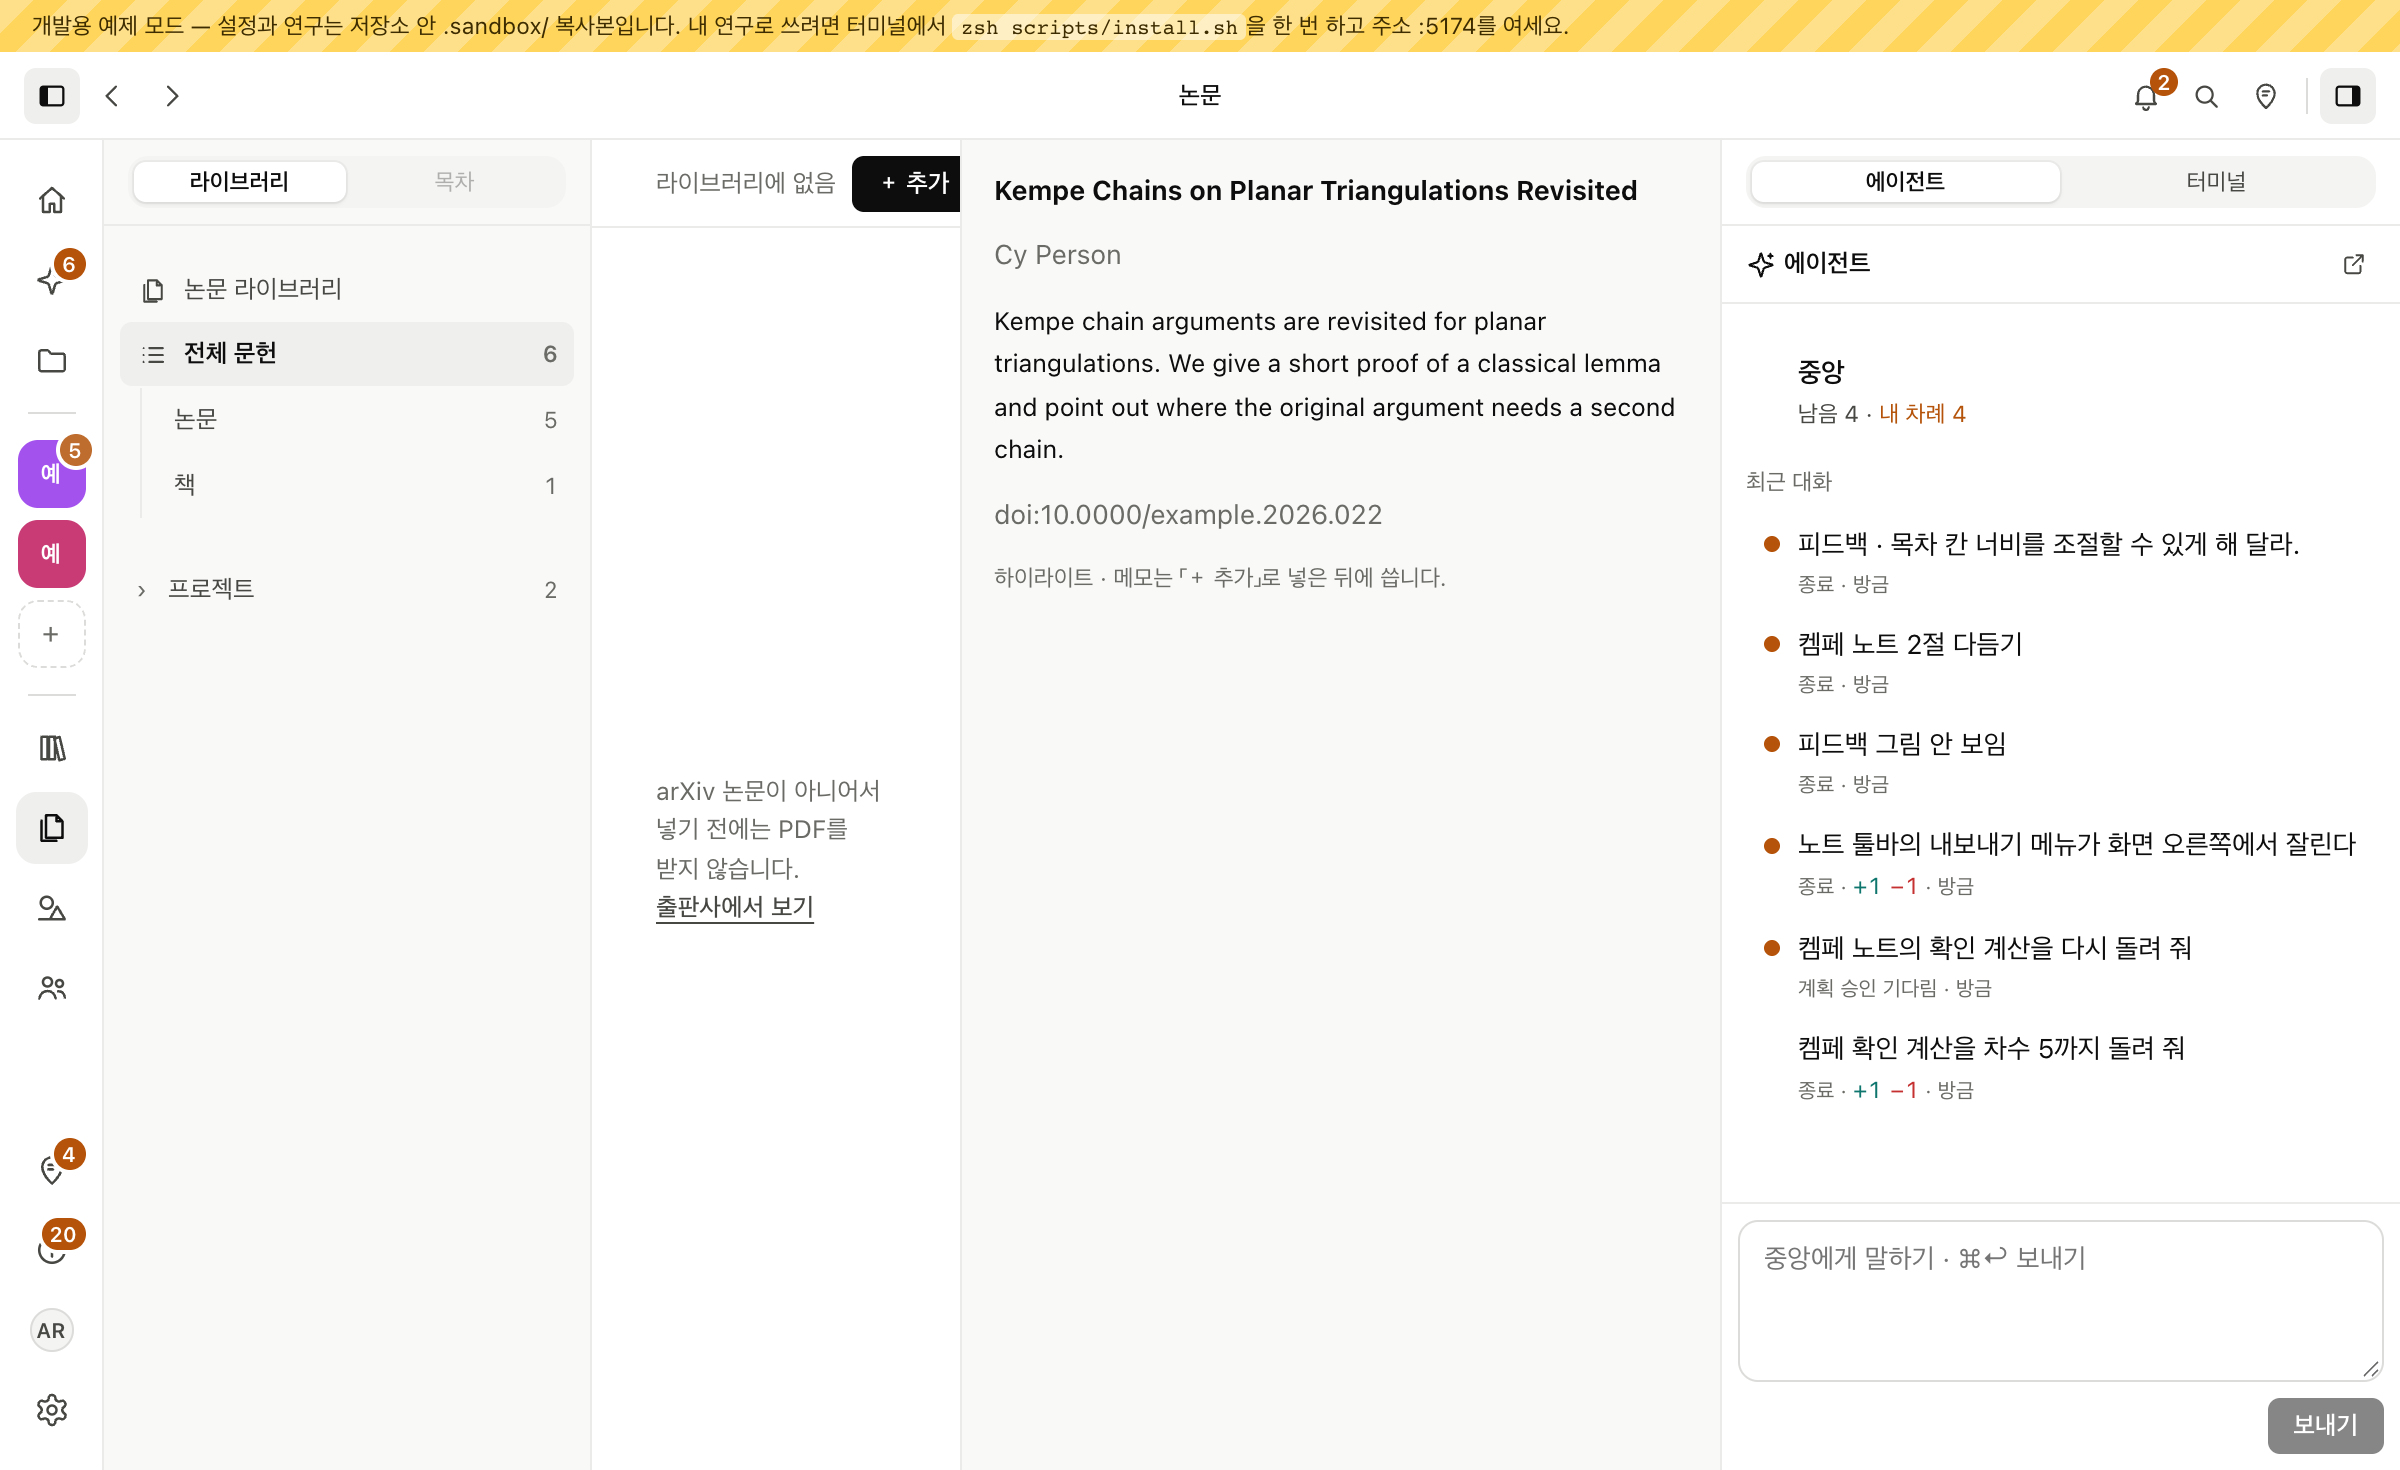 개발용 예제 모드 — 설정과 연구는 저장소 안 .sandbox/ 복사본입니다. 내 연구로 쓰려면 터미널에서 zsh scripts/install.sh을 한 번 하고 주소 :5174를 여세요.
논문
2
6
5
예
예
+
4
20
AR
라이브러리
목차
논문 라이브러리
전체 문헌 6
논문 5
책 1
› 프로젝트 2
라이브러리에 없음
+ 추가
arXiv 논문이 아니어서
넣기 전에는 PDF를
받지 않습니다.
출판사에서 보기
Kempe Chains on Planar Triangulations Revisited
Cy Person
Kempe chain arguments are revisited for planar
triangulations. We give a short proof of a classical lemma
and point out where the original argument needs a second
chain.
doi:10.0000/example.2026.022
하이라이트 · 메모는 「+ 추가」로 넣은 뒤에 씁니다.
에이전트
터미널
에이전트
중앙
남음 4 · 내 차례 4
최근 대화
피드백 · 목차 칸 너비를 조절할 수 있게 해 달라.
종료 · 방금
켐페 노트 2절 다듬기
종료 · 방금
피드백 그림 안 보임
종료 · 방금
노트 툴바의 내보내기 메뉴가 화면 오른쪽에서 잘린다
종료 · +1 −1 · 방금
켐페 노트의 확인 계산을 다시 돌려 줘
계획 승인 기다림 · 방금
켐페 확인 계산을 차수 5까지 돌려 줘
종료 · +1 −1 · 방금
중앙에게 말하기 · ⌘↩ 보내기
보내기